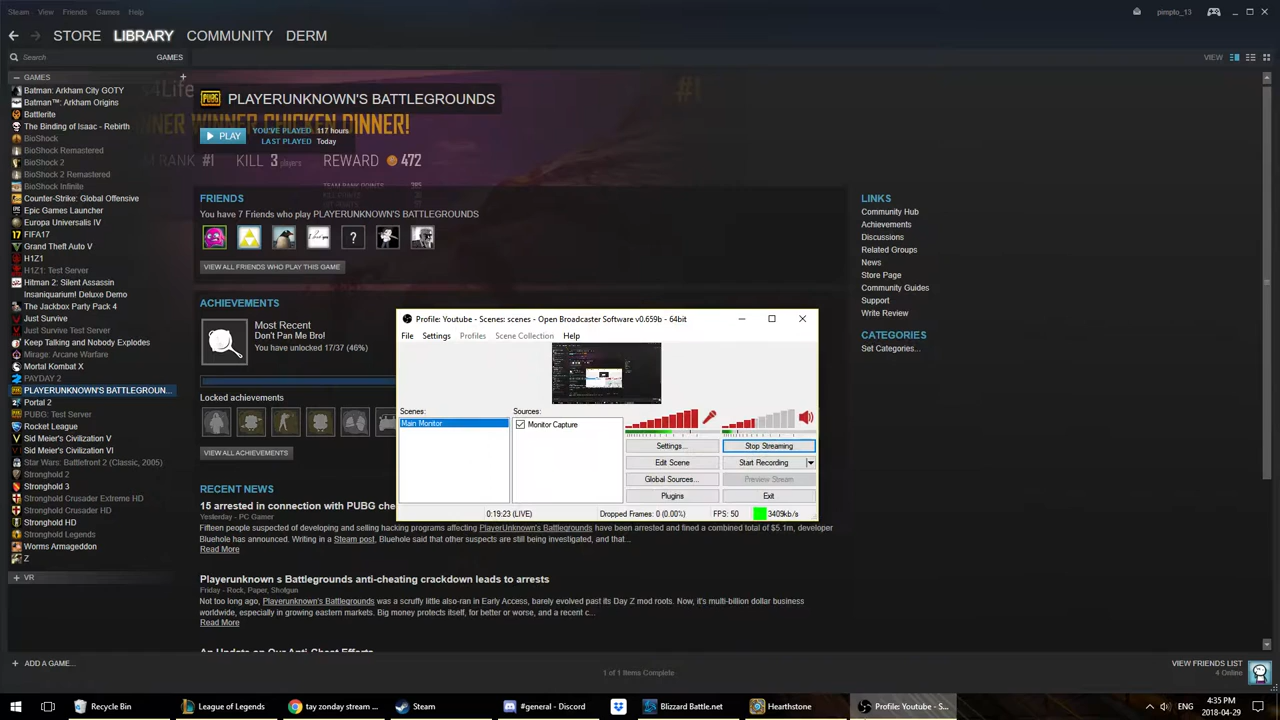 Steam View Friends Games Help pimplo_13
STORE LIBRARY COMMUNITY DERM
Search GAMES VIEW
GAMES
Batman: Arkham City GOTY
Batman™: Arkham Origins
Battlerite
The Binding of Isaac - Rebirth
BioShock
BioShock Remastered
BioShock 2
BioShock 2 Remastered
BioShock Infinite
Counter-Strike: Global Offensive
Epic Games Launcher
Europa Universalis IV
FIFA17
Grand Theft Auto V
H1Z1
H1Z1: Test Server
Hitman 2: Silent Assassin
Insaniquarium! Deluxe Demo
The Jackbox Party Pack 4
Just Survive
Just Survive Test Server
Keep Talking and Nobody Explodes
Mirage: Arcane Warfare
Mortal Kombat X
PAYDAY 2
PLAYERUNKNOWN'S BATTLEGROUN...
Portal 2
PUBG: Test Server
Rocket League
Sid Meier's Civilization V
Sid Meier's Civilization VI
Star Wars: Battlefront 2 (Classic, 2005)
Stronghold 2
Stronghold 3
Stronghold Crusader Extreme HD
Stronghold Crusader HD
Stronghold HD
Stronghold Legends
Worms Armageddon
Z
VR
ADD A GAME...
4Life #1
PUBG PLAYERUNKNOWN'S BATTLEGROUNDS
NNER WINNER CHICKEN DINNER!
PLAY YOU'VE PLAYED 117 hours
LAST PLAYED Today
RANK #1 KILL 3 players REWARD 472
FRIENDS
You have 7 Friends who play PLAYERUNKNOWN'S BATTLEGROUNDS
?
VIEW ALL FRIENDS WHO PLAY THIS GAME
ACHIEVEMENTS
Most Recent
Don't Pan Me Bro
You have unlocked 17/37 (46%)
Locked achievements
VIEW ALL ACHIEVEMENTS
RECENT NEWS
15 arrested in connection with PUBG che
Yesterday - PC Gamer
Fifteen people suspected of developing and selling hacking programs affecting PlayerUnknown's Battlegrounds have been arrested and fined a combined total of $5.1m, developer
Bluehole has announced. Writing in a Steam post, Bluehole said that other suspects are still being investigated, and that...
Read More
Playerunknown s Battlegrounds anti-cheating crackdown leads to arrests
Friday - Rock, Paper, Shotgun
Not too long ago, Playerunknown's Battlegrounds was a scruffy little also-ran in Early Access, barely evolved past its Day Z mod roots. Now, it's multi-billion dollar business
worldwide, especially in growing eastern markets. Big money protects itself, for better or worse, and a recent c...
Read More
An Update on Our Anti-Cheat Efforts
LINKS
Community Hub
Achievements
Discussions
Related Groups
News
Store Page
Community Guides
Support
Write Review
CATEGORIES
Set Categories...
Profile: Youtube - Scenes: scenes - Open Broadcaster Software v0.659b - 64bit
File Settings Profiles Scene Collection Help
Scenes: Sources:
Main Monitor Monitor Capture
Settings... Stop Streaming
Edit Scene Start Recording
Global Sources... Preview Stream
Plugins Exit
0:19:23 (LIVE) Dropped Frames: 0 (0.00%) FPS: 50 3409kb/s
1 of 1 Items Complete
VIEW FRIENDS LIST
4 Online
Recycle Bin League of Legends tay zonday stream ... Steam #general - Discord Blizzard Battle.net Hearthstone Profile: Youtube - S...
4:35 PM
2018-04-29